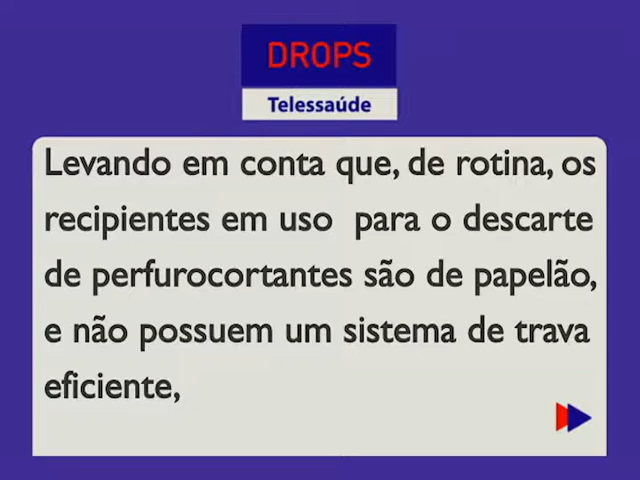 DROPS
Telessaúde
Levando em conta que, de rotina, os
recipientes em uso para o descarte
de perfurocortantes são de papelão,
e não possuem um sistema de trava
eficiente,